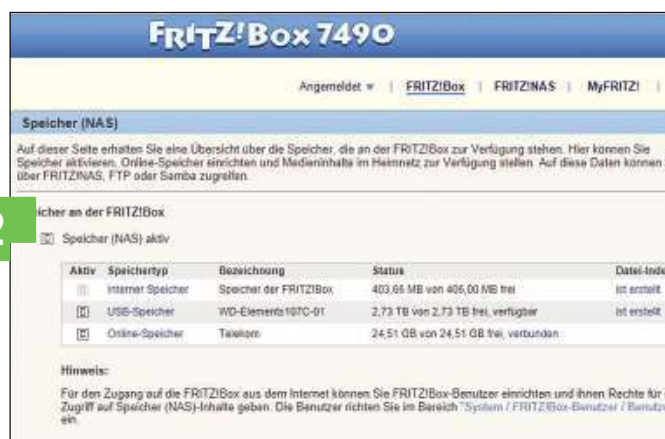 FRITZ!Box 7490
Angemeldet | FRITZ!Box | FRITZ!NAS | MyFRITZ! |
Speicher (NAS)
Auf dieser Seite erhalten Sie eine Übersicht über die Speicher, die an der FRITZ!Box zur Verfügung stehen. Hier können Sie
Speicher aktivieren, Online-Speicher einrichten und Medieninhalte im Heimnetz zur Verfügung stellen. Auf diese Daten können
über FRITZ!NAS, FTP oder Samba zugreifen.
2
icher an der FRITZ!Box
Speicher (NAS) aktiv
Aktiv Speichertyp Bezeichnung Status Datei-Inde
Interner Speicher Speicher der FRITZ!Box 403,66 MB von 406,00 MB frei ist erstellt
USB-Speicher WD-Elements107C-01 2,73 TB von 2,73 TB frei, verfügbar ist erstellt
Online-Speicher Telekom 24,51 GB von 24,51 GB frei, verbunden
Hinweis:
Für den Zugang auf die FRITZ!Box aus dem Internet können Sie FRITZ!Box-Benutzer einrichten und ihnen Rechte für
Zugriff auf Speicher (NAS)-Inhalte geben. Die Benutzer richten Sie im Bereich "System / FRITZ!Box-Benutzer / Benutze
ein.